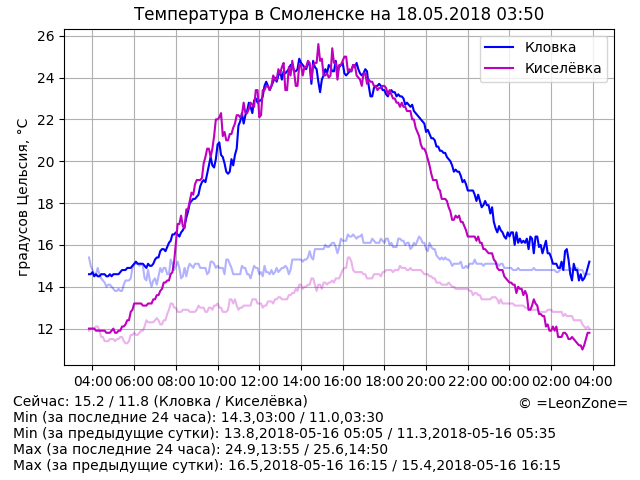 Температура в Смоленске на 18.05.2018 03:50
градусов Цельсия, °C
26
24
22
20
18
16
14
12
Кловка
Киселёвка
04:00 06:00 08:00 10:00 12:00 14:00 16:00 18:00 20:00 22:00 00:00 02:00 04:00
Сейчас: 15.2 / 11.8 (Кловка / Киселёвка)
© =LeonZone=
Min (за последние 24 часа): 14.3,03:00 / 11.0,03:30
Min (за предыдущие сутки): 13.8,2018-05-16 05:05 / 11.3,2018-05-16 05:35
Max (за последние 24 часа): 24.9,13:55 / 25.6,14:50
Max (за предыдущие сутки): 16.5,2018-05-16 16:15 / 15.4,2018-05-16 16:15